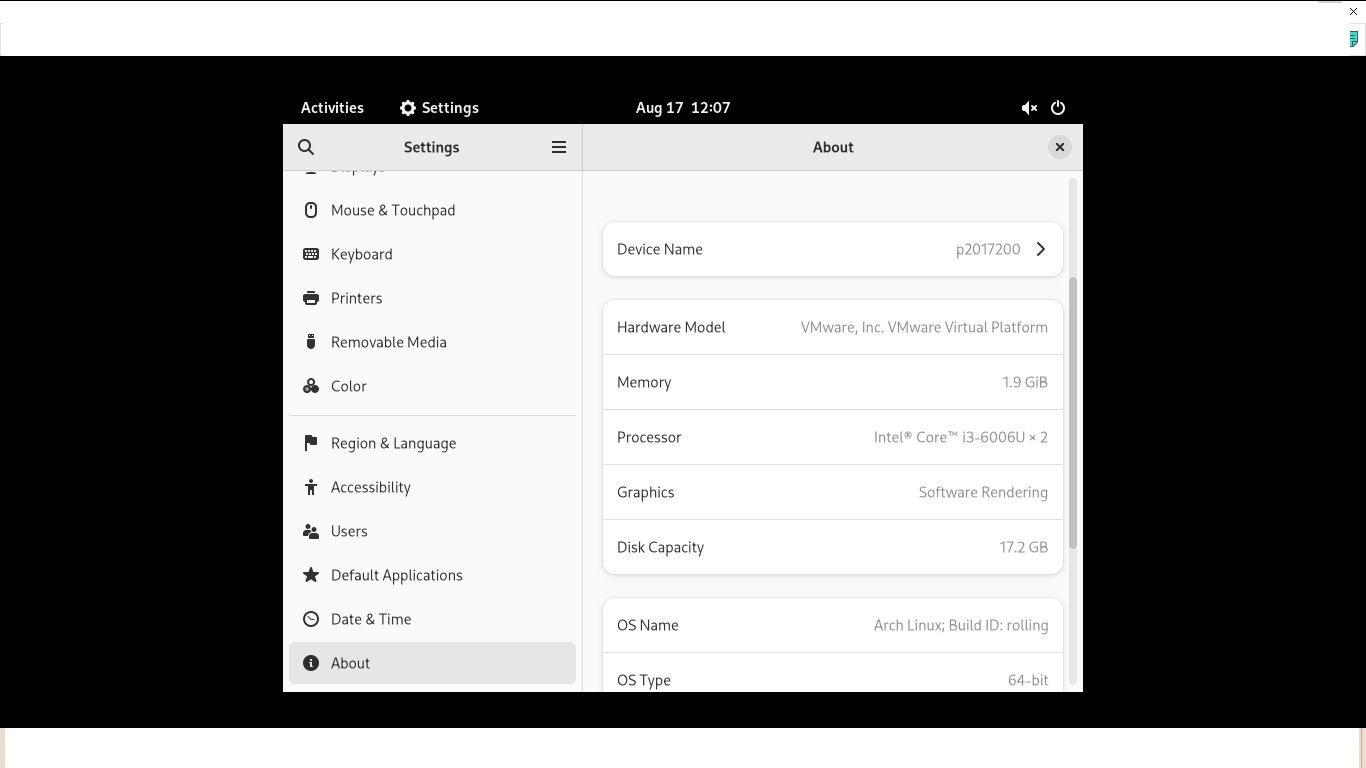 Activities Settings Aug 17 12:07
Settings
About
Displays
Mouse & Touchpad
Keyboard
Printers
Removable Media
Color
Region & Language
Accessibility
Users
Default Applications
Date & Time
About
Device Name p2017200
Hardware Model VMware, Inc. VMware Virtual Platform
Memory 1.9 GiB
Processor Intel® Core™ i3-6006U × 2
Graphics Software Rendering
Disk Capacity 17.2 GB
OS Name Arch Linux; Build ID: rolling
OS Type 64-bit